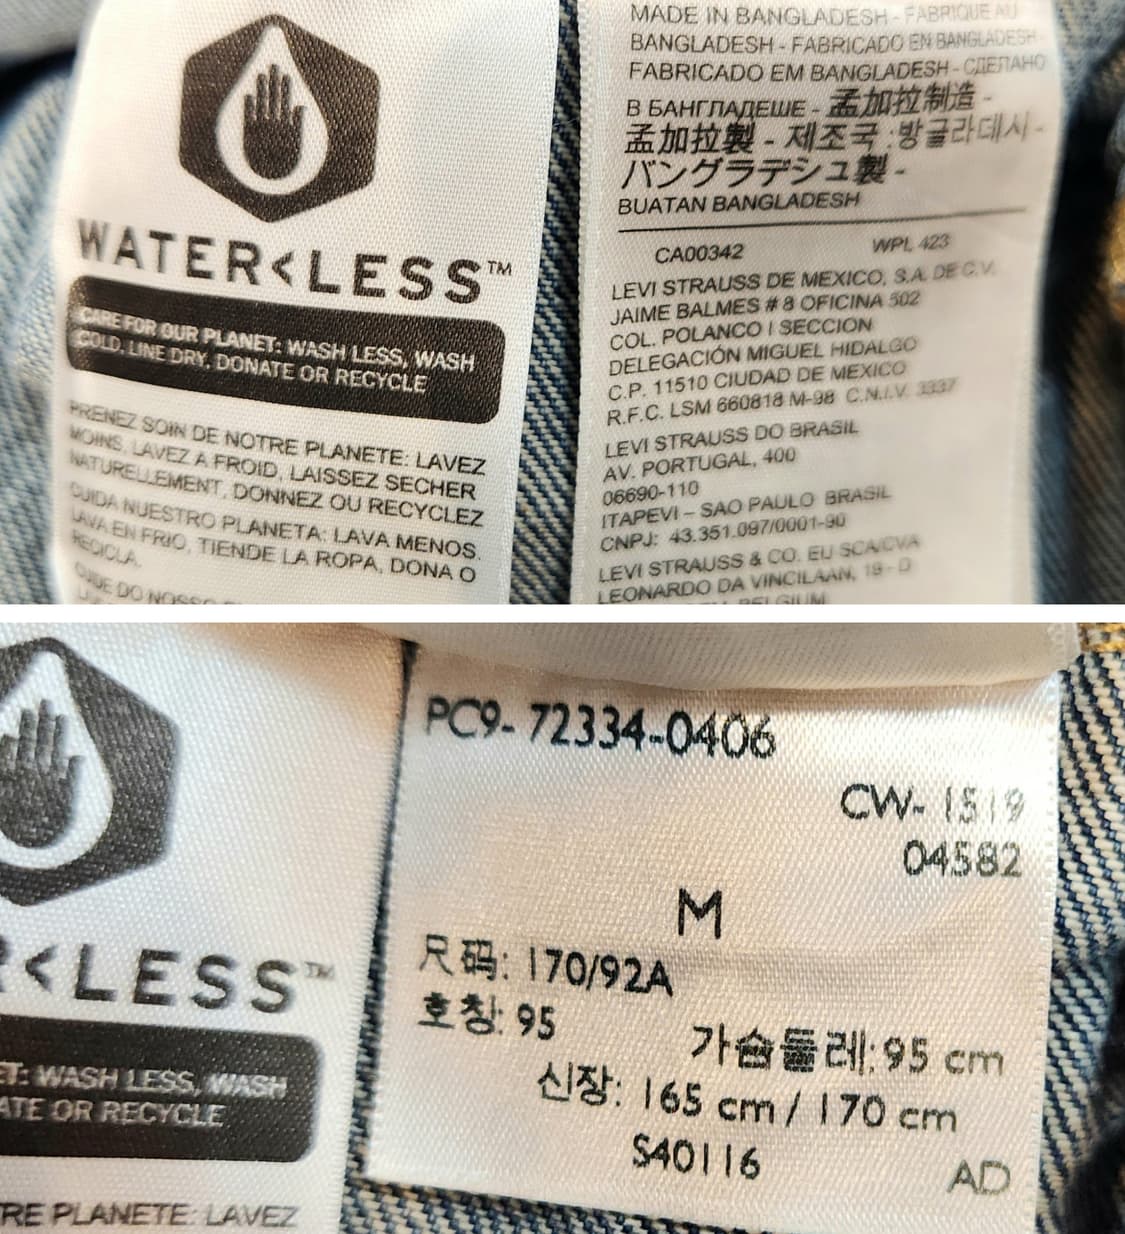 WATER<LESS™
CARE FOR OUR PLANET: WASH LESS, WASH
COLD, LINE DRY, DONATE OR RECYCLE
PRENEZ SOIN DE NOTRE PLANETE: LAVEZ
MOINS, LAVEZ A FROID, LAISSEZ SECHER
NATURELLEMENT, DONNEZ OU RECYCLEZ
CUIDA NUESTRO PLANETA: LAVA MENOS.
LAVA EN FRIO, TIENDE LA ROPA, DONA O
RECICLA.
CUIDE DO NOSSO
MADE IN BANGLADESH - FABRIQUE AU
BANGLADESH - FABRICADO EN BANGLADESH -
FABRICADO EM BANGLADESH - СДЕЛАНО
В БАНГЛАДЕШЕ - 孟加拉制造 -
孟加拉製 - 제조국 :방글라데시 -
バングラデシュ製 -
BUATAN BANGLADESH
CA00342 WPL 423
LEVI STRAUSS DE MEXICO, S.A. DE C.V.
JAIME BALMES # 8 OFICINA 502
COL. POLANCO I SECCION
DELEGACIÓN MIGUEL HIDALGO
C.P. 11510 CIUDAD DE MEXICO
R.F.C. LSM 660818 M-98 C.N.I.V. 3337
LEVI STRAUSS DO BRASIL
AV. PORTUGAL, 400
06690-110
ITAPEVI – SAO PAULO BRASIL
CNPJ: 43.351.097/0001-90
LEVI STRAUSS & CO. EU SCA/CVA
LEONARDO DA VINCILAAN, 19 - D
BELGIUM
R<LESS™
ET: WASH LESS, WASH
ATE OR RECYCLE
RE PLANETE: LAVEZ
PC9-72334-0406
CW- 1519
04582
M
尺码: 170/92A
호칭: 95
가슴둘레: 95 cm
신장: 165 cm / 170 cm
S40116
AD